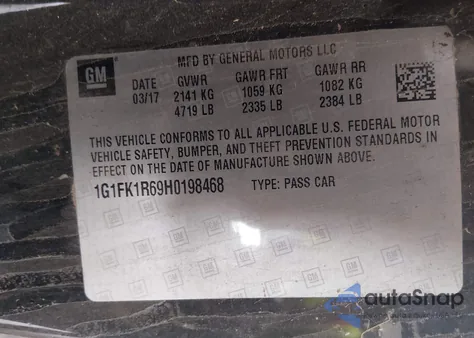 GM
MFD BY GENERAL MOTORS LLC
DATE GVWR GAWR FRT GAWR RR
03/17 2141 KG 1059 KG 1082 KG
4719 LB 2335 LB 2384 LB
THIS VEHICLE CONFORMS TO ALL APPLICABLE U.S. FEDERAL MOTOR
VEHICLE SAFETY, BUMPER, AND THEFT PREVENTION STANDARDS IN
EFFECT ON THE DATE OF MANUFACTURE SHOWN ABOVE.
1G1FK1R69H0198468 TYPE: PASS CAR
autoSnap